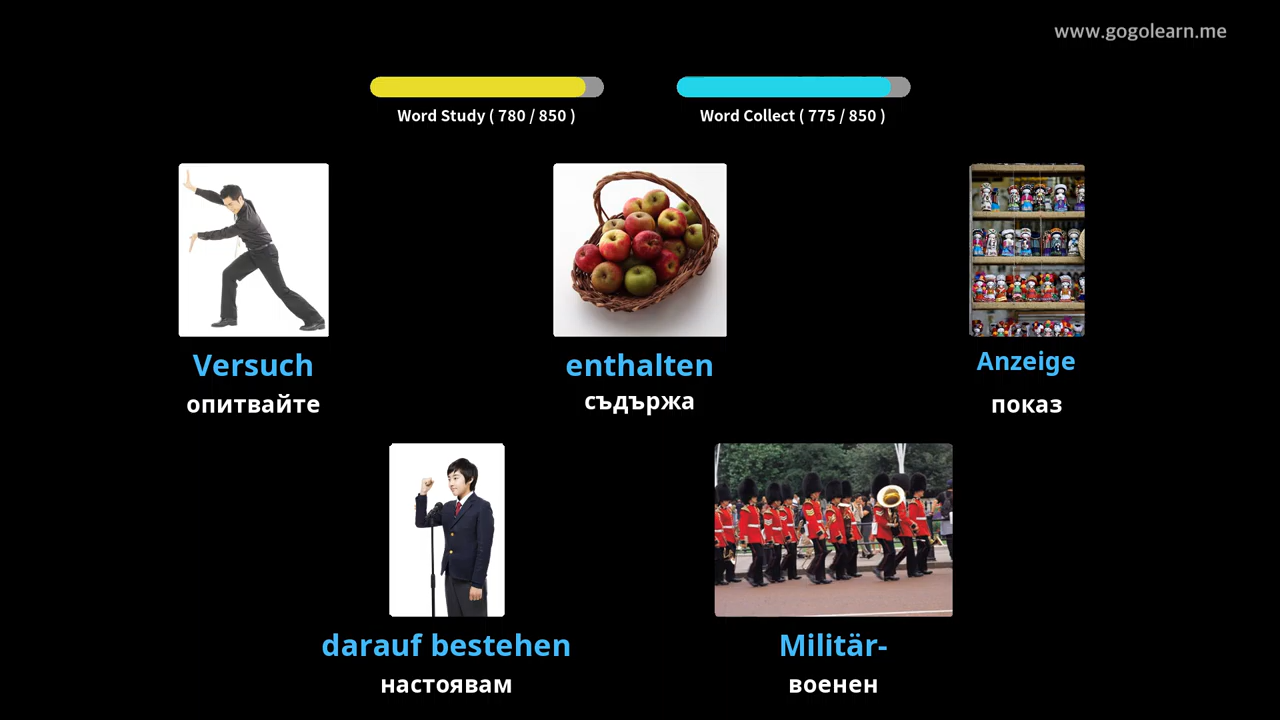 www.gogolearn.me
Word Study ( 780 / 850 )
Word Collect ( 775 / 850 )
Versuch
опитвайте
enthalten
съдържа
Anzeige
показ
darauf bestehen
настоявам
Militär-
военен